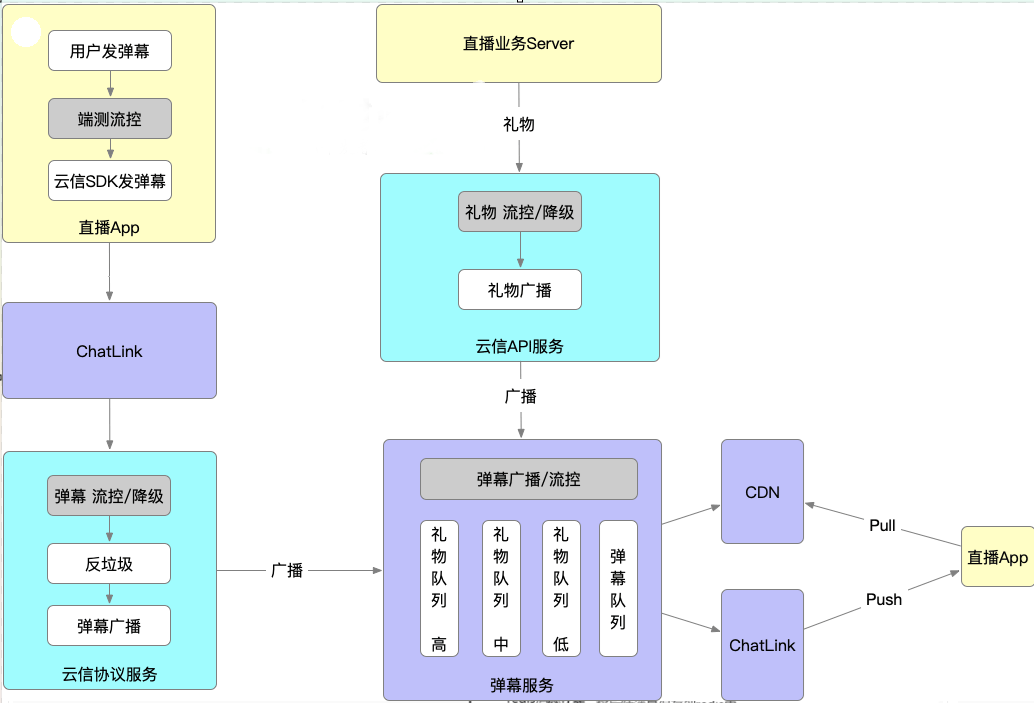 用户发弹幕
端测流控
云信SDK发弹幕
直播App
ChatLink
弹幕 流控/降级
反垃圾
弹幕广播
云信协议服务
广播
直播业务Server
礼物
礼物 流控/降级
礼物广播
云信API服务
广播
弹幕广播/流控
礼物队列 高
礼物队列 中
礼物队列 低
弹幕队列
弹幕服务
CDN
ChatLink
Pull
Push
直播App